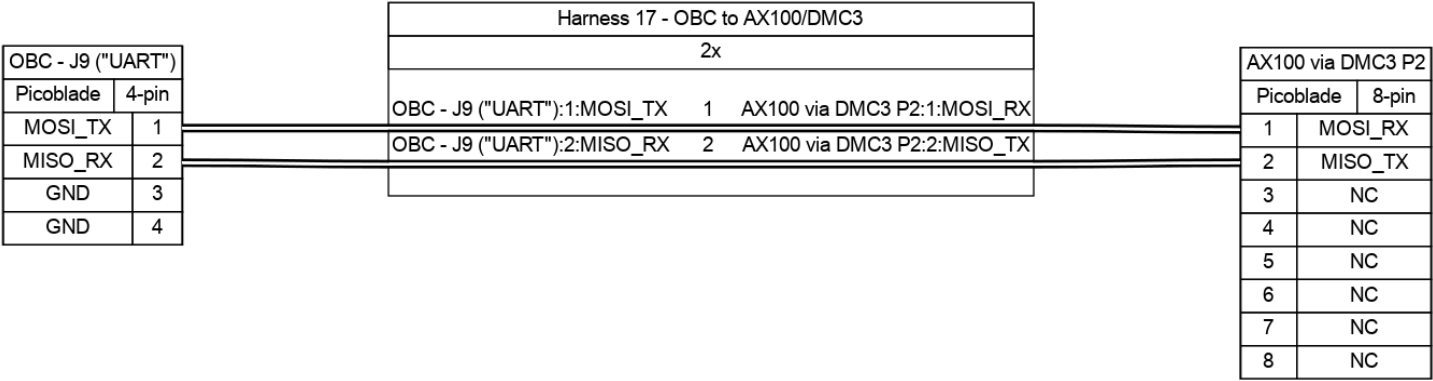 Harness 17 - OBC to AX100/DMC3
2x
OBC - J9 ("UART"):1:MOSI_TX 1 AX100 via DMC3 P2:1:MOSI_RX
OBC - J9 ("UART"):2:MISO_RX 2 AX100 via DMC3 P2:2:MISO_TX
OBC - J9 ("UART")
Picoblade 4-pin
MOSI_TX 1
MISO_RX 2
GND 3
GND 4
AX100 via DMC3 P2
Picoblade 8-pin
1 MOSI_RX
2 MISO_TX
3 NC
4 NC
5 NC
6 NC
7 NC
8 NC